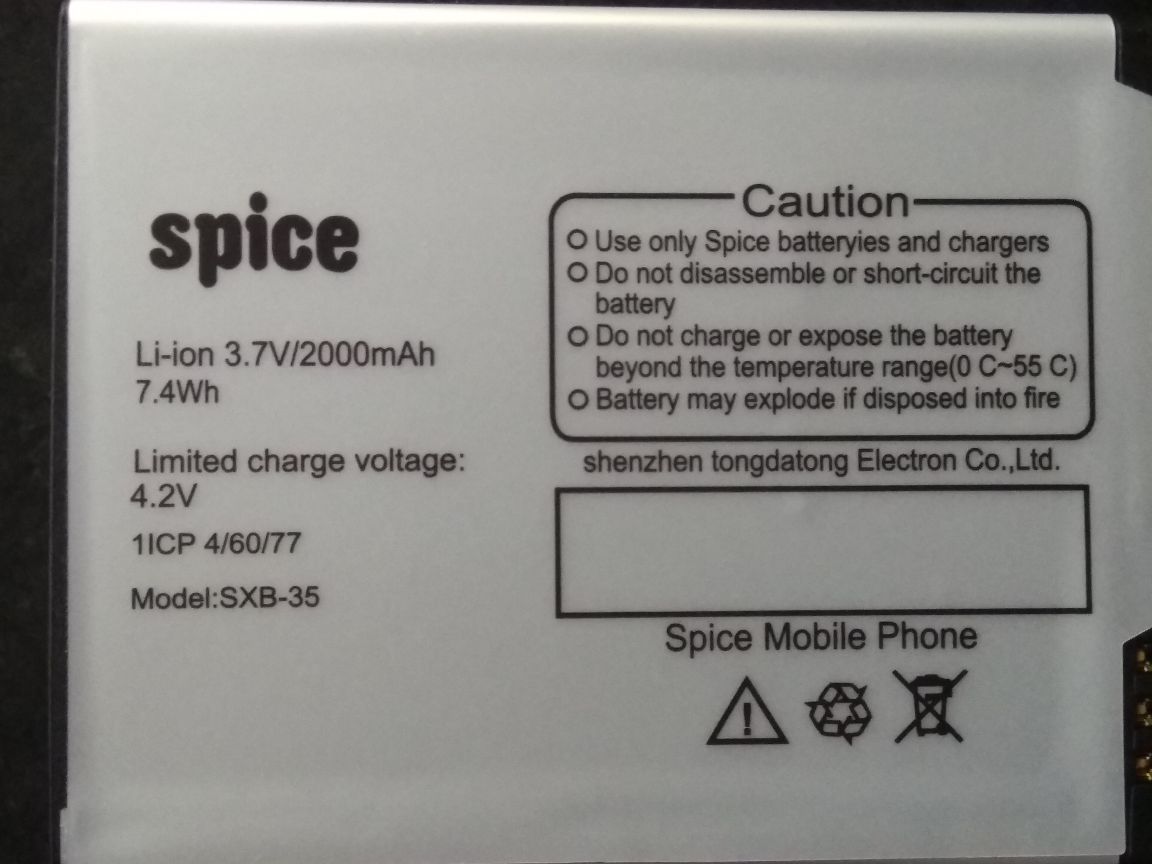 spice
Li-ion 3.7V/2000mAh
7.4Wh
Limited charge voltage:
4.2V
1ICP 4/60/77
Model:SXB-35
Caution
Use only Spice batteryies and chargers
Do not disassemble or short-circuit the
battery
Do not charge or expose the battery
beyond the temperature range(0 C~55 C)
Battery may explode if disposed into fire
shenzhen tongdatong Electron Co.,Ltd.
Spice Mobile Phone